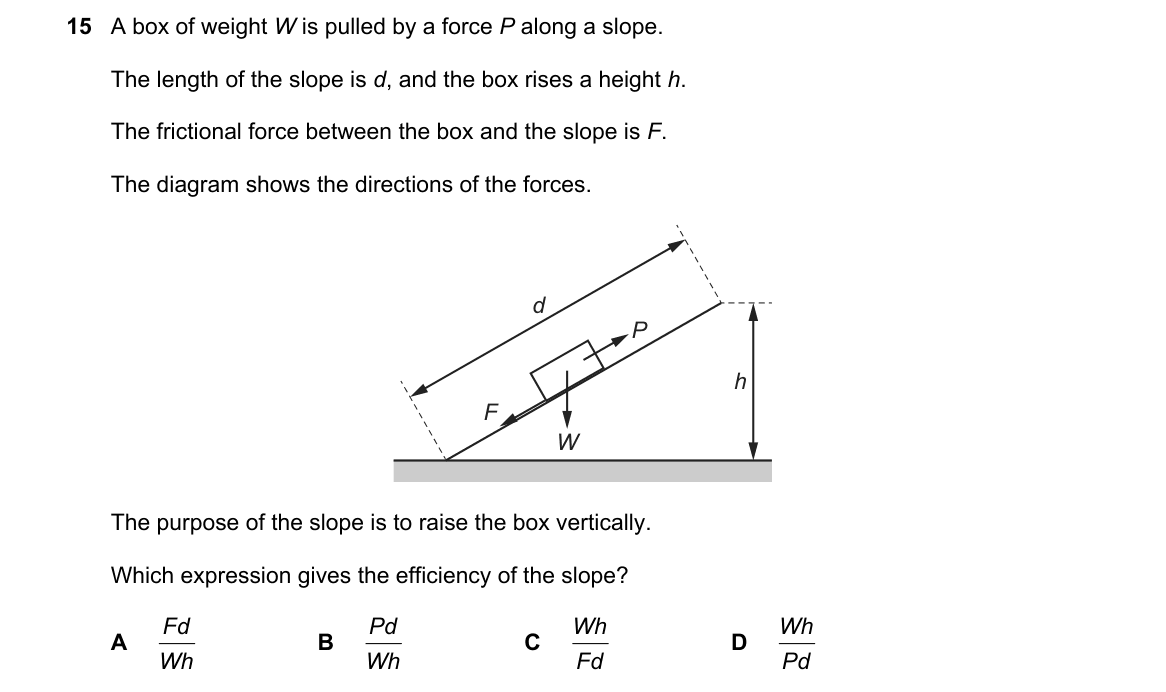 15 A box of weight W is pulled by a force P along a slope.
The length of the slope is d, and the box rises a height h.
The frictional force between the box and the slope is F.
The diagram shows the directions of the forces.
d
P
h
F
W
The purpose of the slope is to raise the box vertically.
Which expression gives the efficiency of the slope?
A Fd/Wh B Pd/Wh C Wh/Fd D Wh/Pd